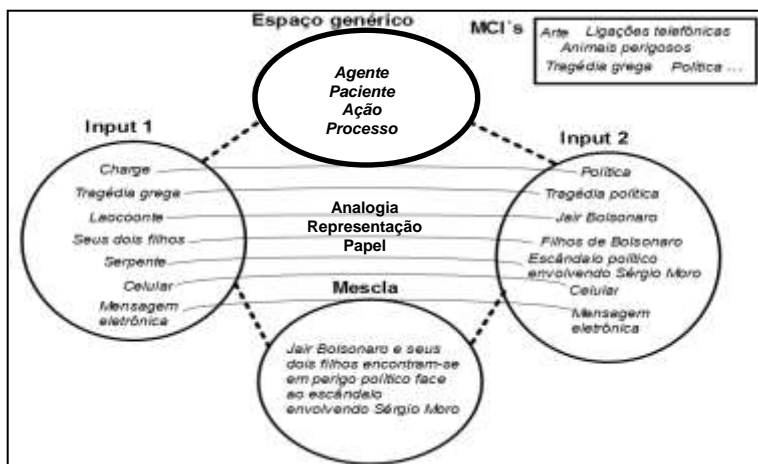 Espaço genérico
MCI's
Arte Ligações telefônicas
Animais perigosos
Tragédia grega Política ...
Agente
Paciente
Ação
Processo
Input 1
Input 2
Charge
Tragédia grega
Laocoonte
Seus dois filhos
Serpente
Celular
Mensagem
eletrônica
Analogia
Representação
Papel
Política
Tragédia política
Jair Bolsonaro
Filhos de Bolsonaro
Escândalo político
envolvendo Sérgio Moro
Celular
Mensagem
eletrônica
Mescla
Jair Bolsonaro e seus
dois filhos encontram-se
em perigo político face
ao escândalo
envolvendo Sérgio Moro